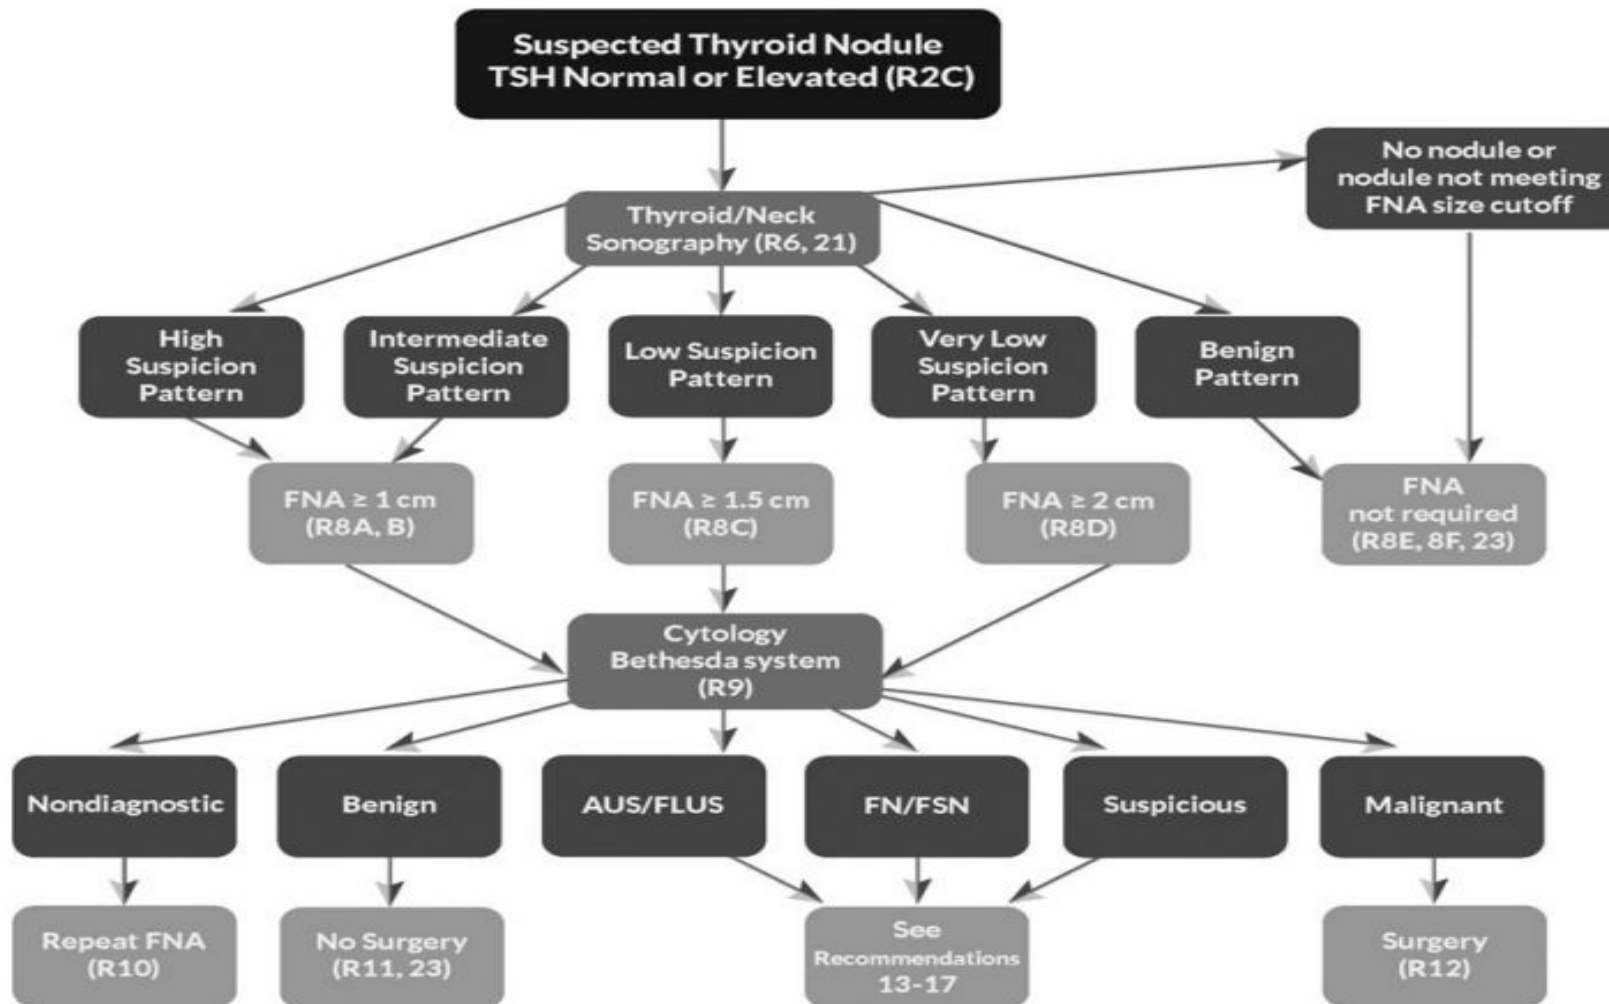 Suspected Thyroid Nodule
TSH Normal or Elevated (R2C)
No nodule or
nodule not meeting
FNA size cutoff
Thyroid/Neck
Sonography (R6, 21)
High
Suspicion
Pattern
Intermediate
Suspicion
Pattern
Low Suspicion
Pattern
Very Low
Suspicion
Pattern
Benign
Pattern
FNA ≥ 1 cm
(R8A, B)
FNA ≥ 1.5 cm
(R8C)
FNA ≥ 2 cm
(R8D)
FNA
not required
(R8E, 8F, 23)
Cytology
Bethesda system
(R9)
Nondiagnostic
Benign
AUS/FLUS
FN/FSN
Suspicious
Malignant
Repeat FNA
(R10)
No Surgery
(R11, 23)
See
Recommendations
13-17
Surgery
(R12)